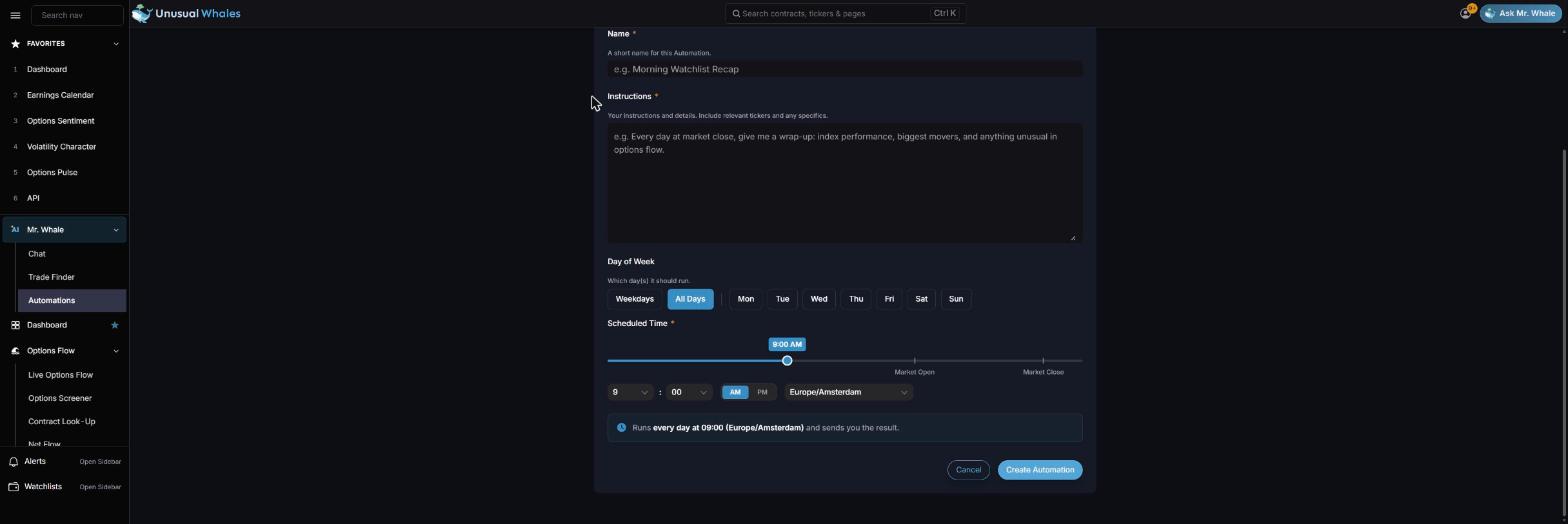 Search nav
Unusual Whales
Search contracts, tickers & pages
Ctrl K
9+
Ask Mr. Whale
FAVORITES
1 Dashboard
2 Earnings Calendar
3 Options Sentiment
4 Volatility Character
5 Options Pulse
6 API
AI Mr. Whale
Chat
Trade Finder
Automations
Dashboard
Options Flow
Live Options Flow
Options Screener
Contract Look-Up
Net Flow
Alerts Open Sidebar
Watchlists Open Sidebar
Name *
A short name for this Automation.
e.g. Morning Watchlist Recap
Instructions *
Your instructions and details. Include relevant tickers and any specifics.
e.g. Every day at market close, give me a wrap-up: index performance, biggest movers, and anything unusual in
options flow.
Day of Week
Which day(s) it should run.
Weekdays All Days Mon Tue Wed Thu Fri Sat Sun
Scheduled Time *
9:00 AM
Market Open Market Close
9 : 00 AM PM Europe/Amsterdam
Runs every day at 09:00 (Europe/Amsterdam) and sends you the result.
Cancel Create Automation